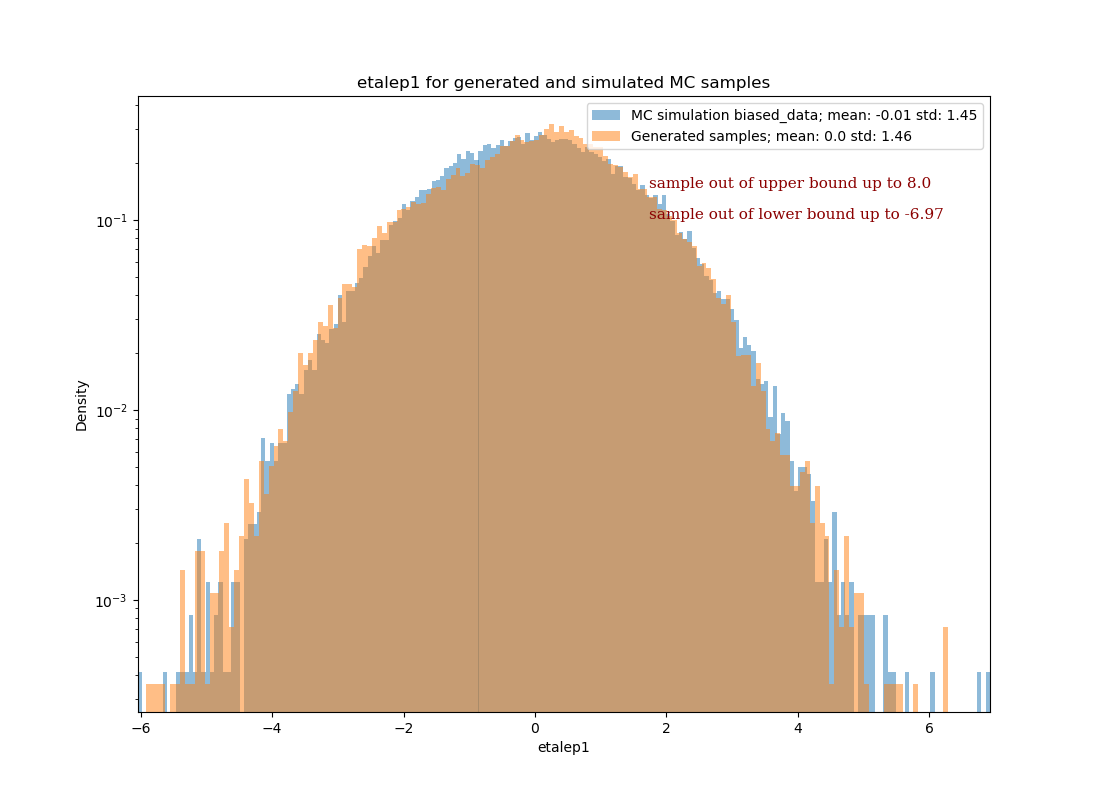 etalep1 for generated and simulated MC samples
MC simulation biased_data; mean: -0.01 std: 1.45
Generated samples; mean: 0.0 std: 1.46
sample out of upper bound up to 8.0
sample out of lower bound up to -6.97
Density
10⁻¹
10⁻²
10⁻³
−6 −4 −2 0 2 4 6
etalep1